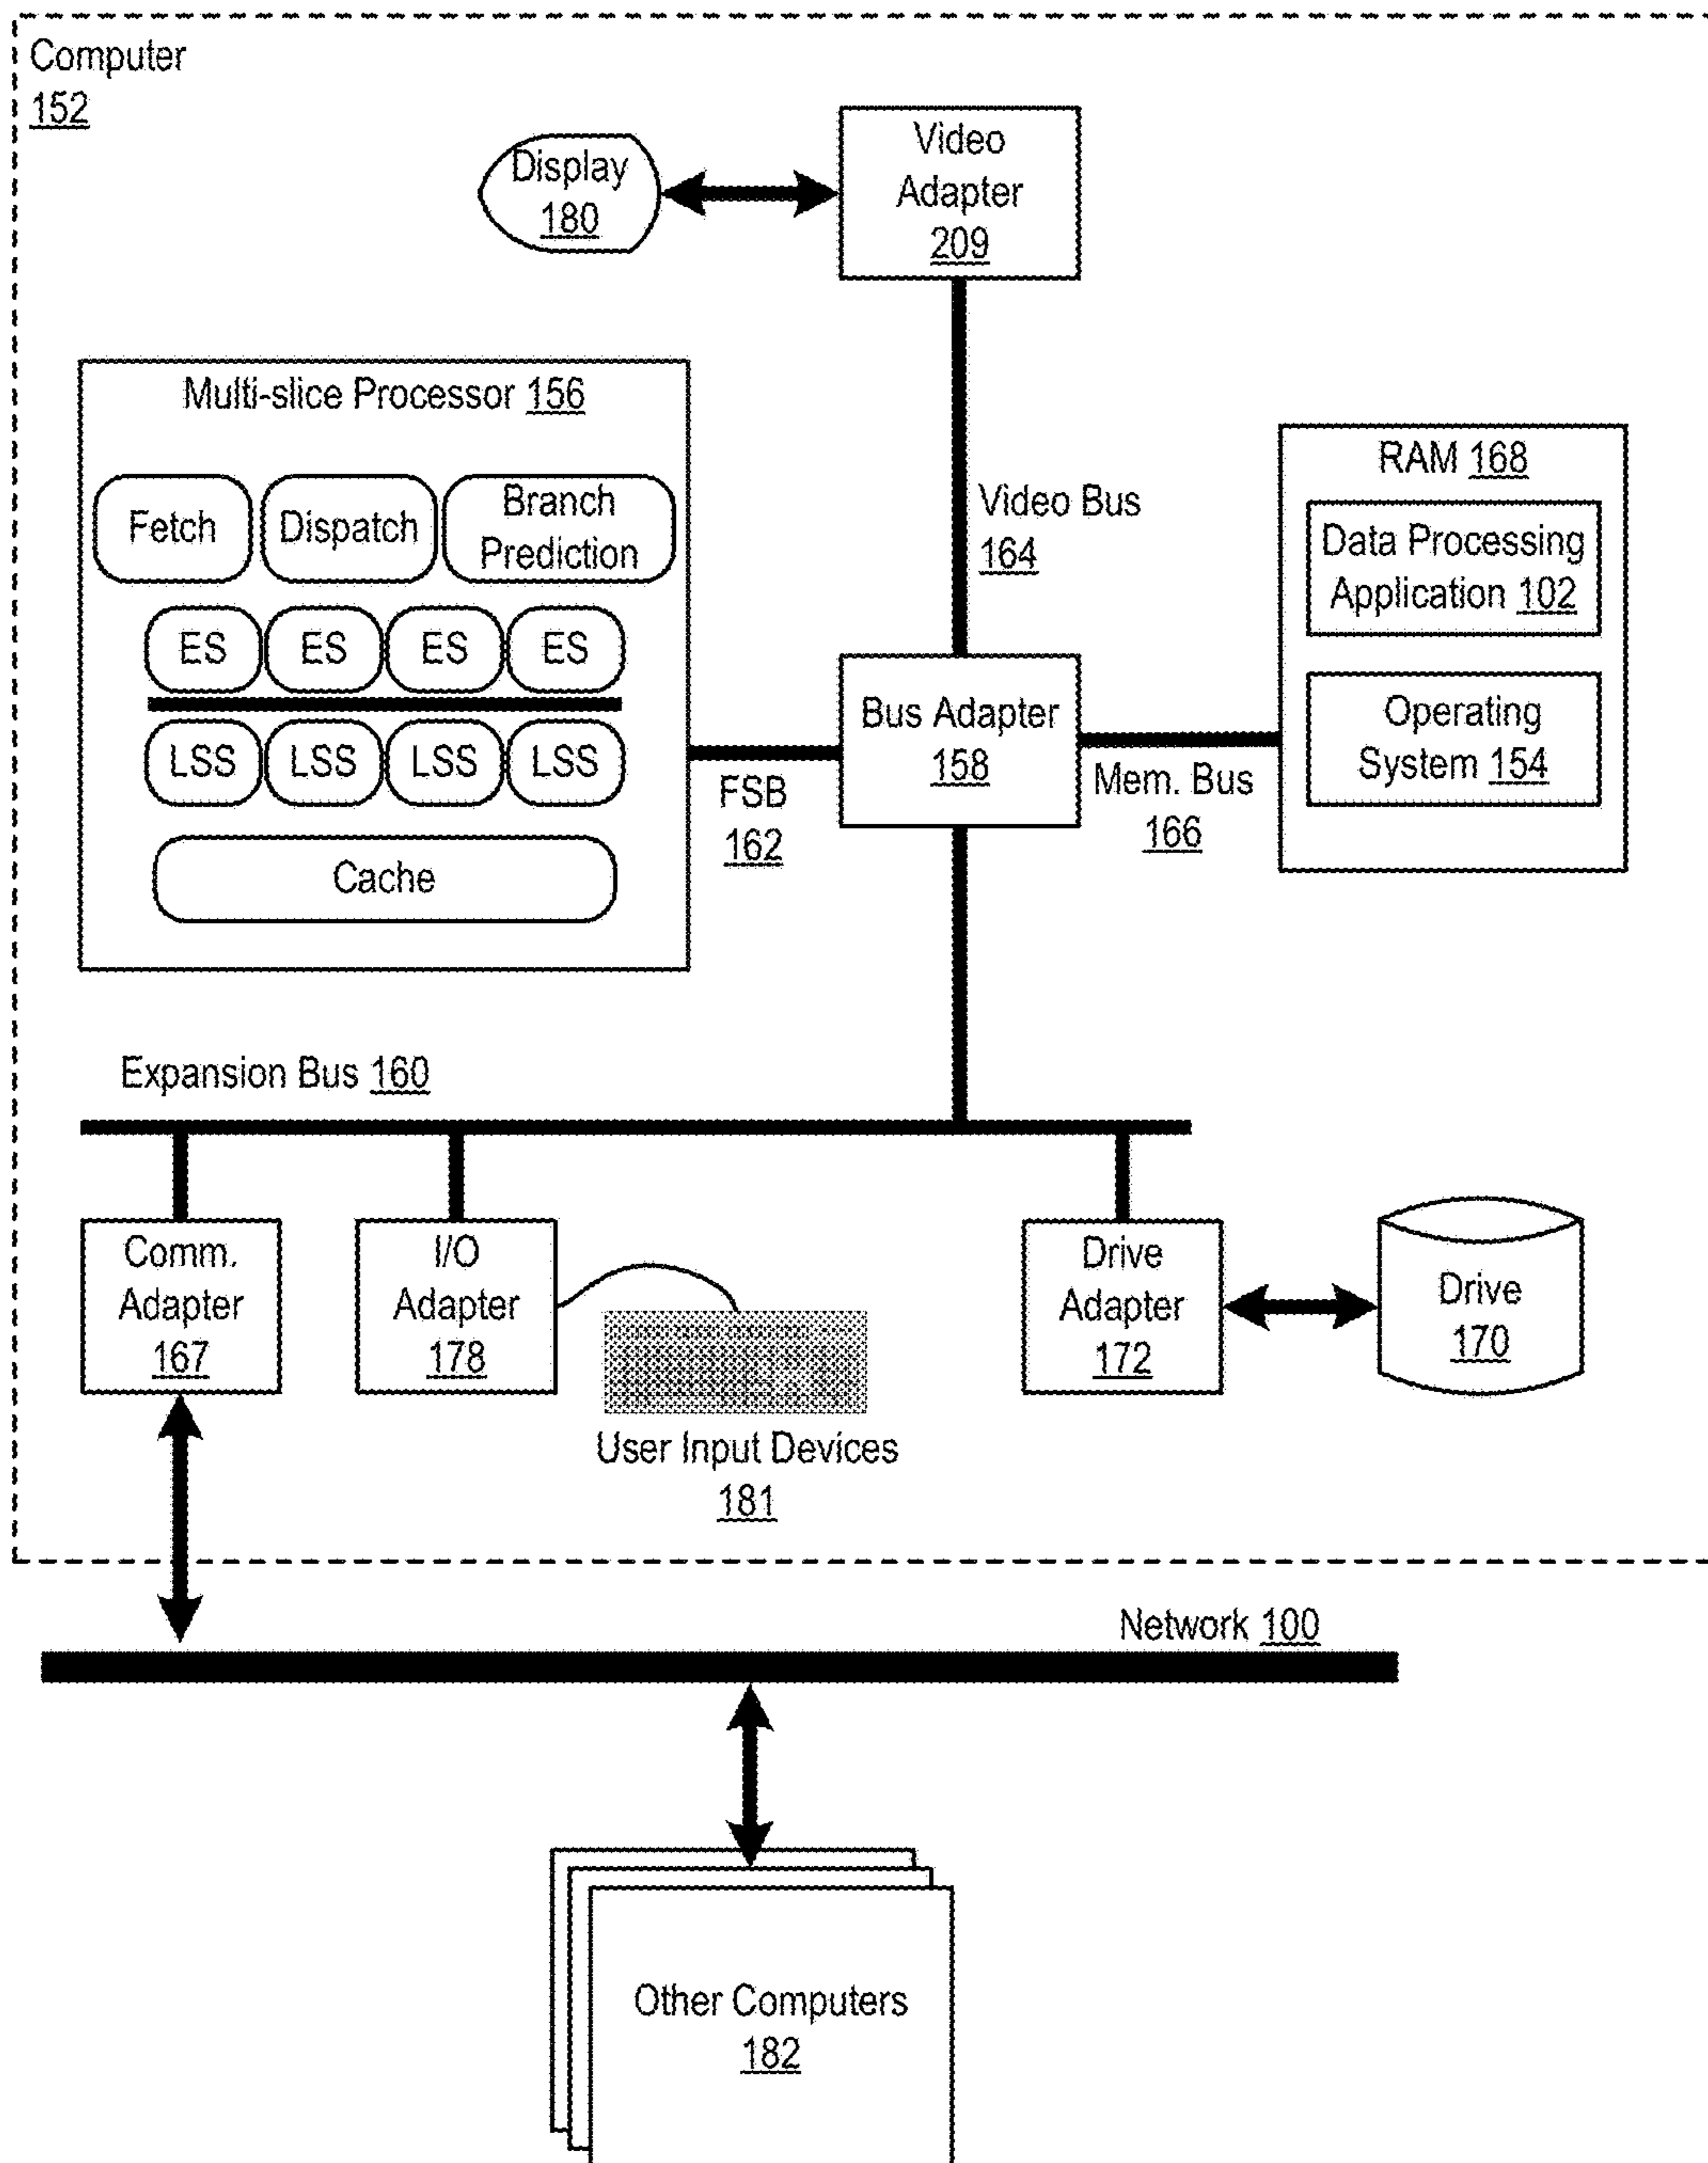 Computer
152
Display
180
Video
Adapter
209
Multi-slice Processor 156
Fetch
Dispatch
Branch
Prediction
ES
ES
ES
ES
LSS
LSS
LSS
LSS
Cache
Video Bus
164
RAM 168
Data Processing
Application 102
Operating
System 154
Bus Adapter
158
FSB
162
Mem. Bus
166
Expansion Bus 160
Comm.
Adapter
167
I/O
Adapter
178
User Input Devices
181
Drive
Adapter
172
Drive
170
Network 100
Other Computers
182